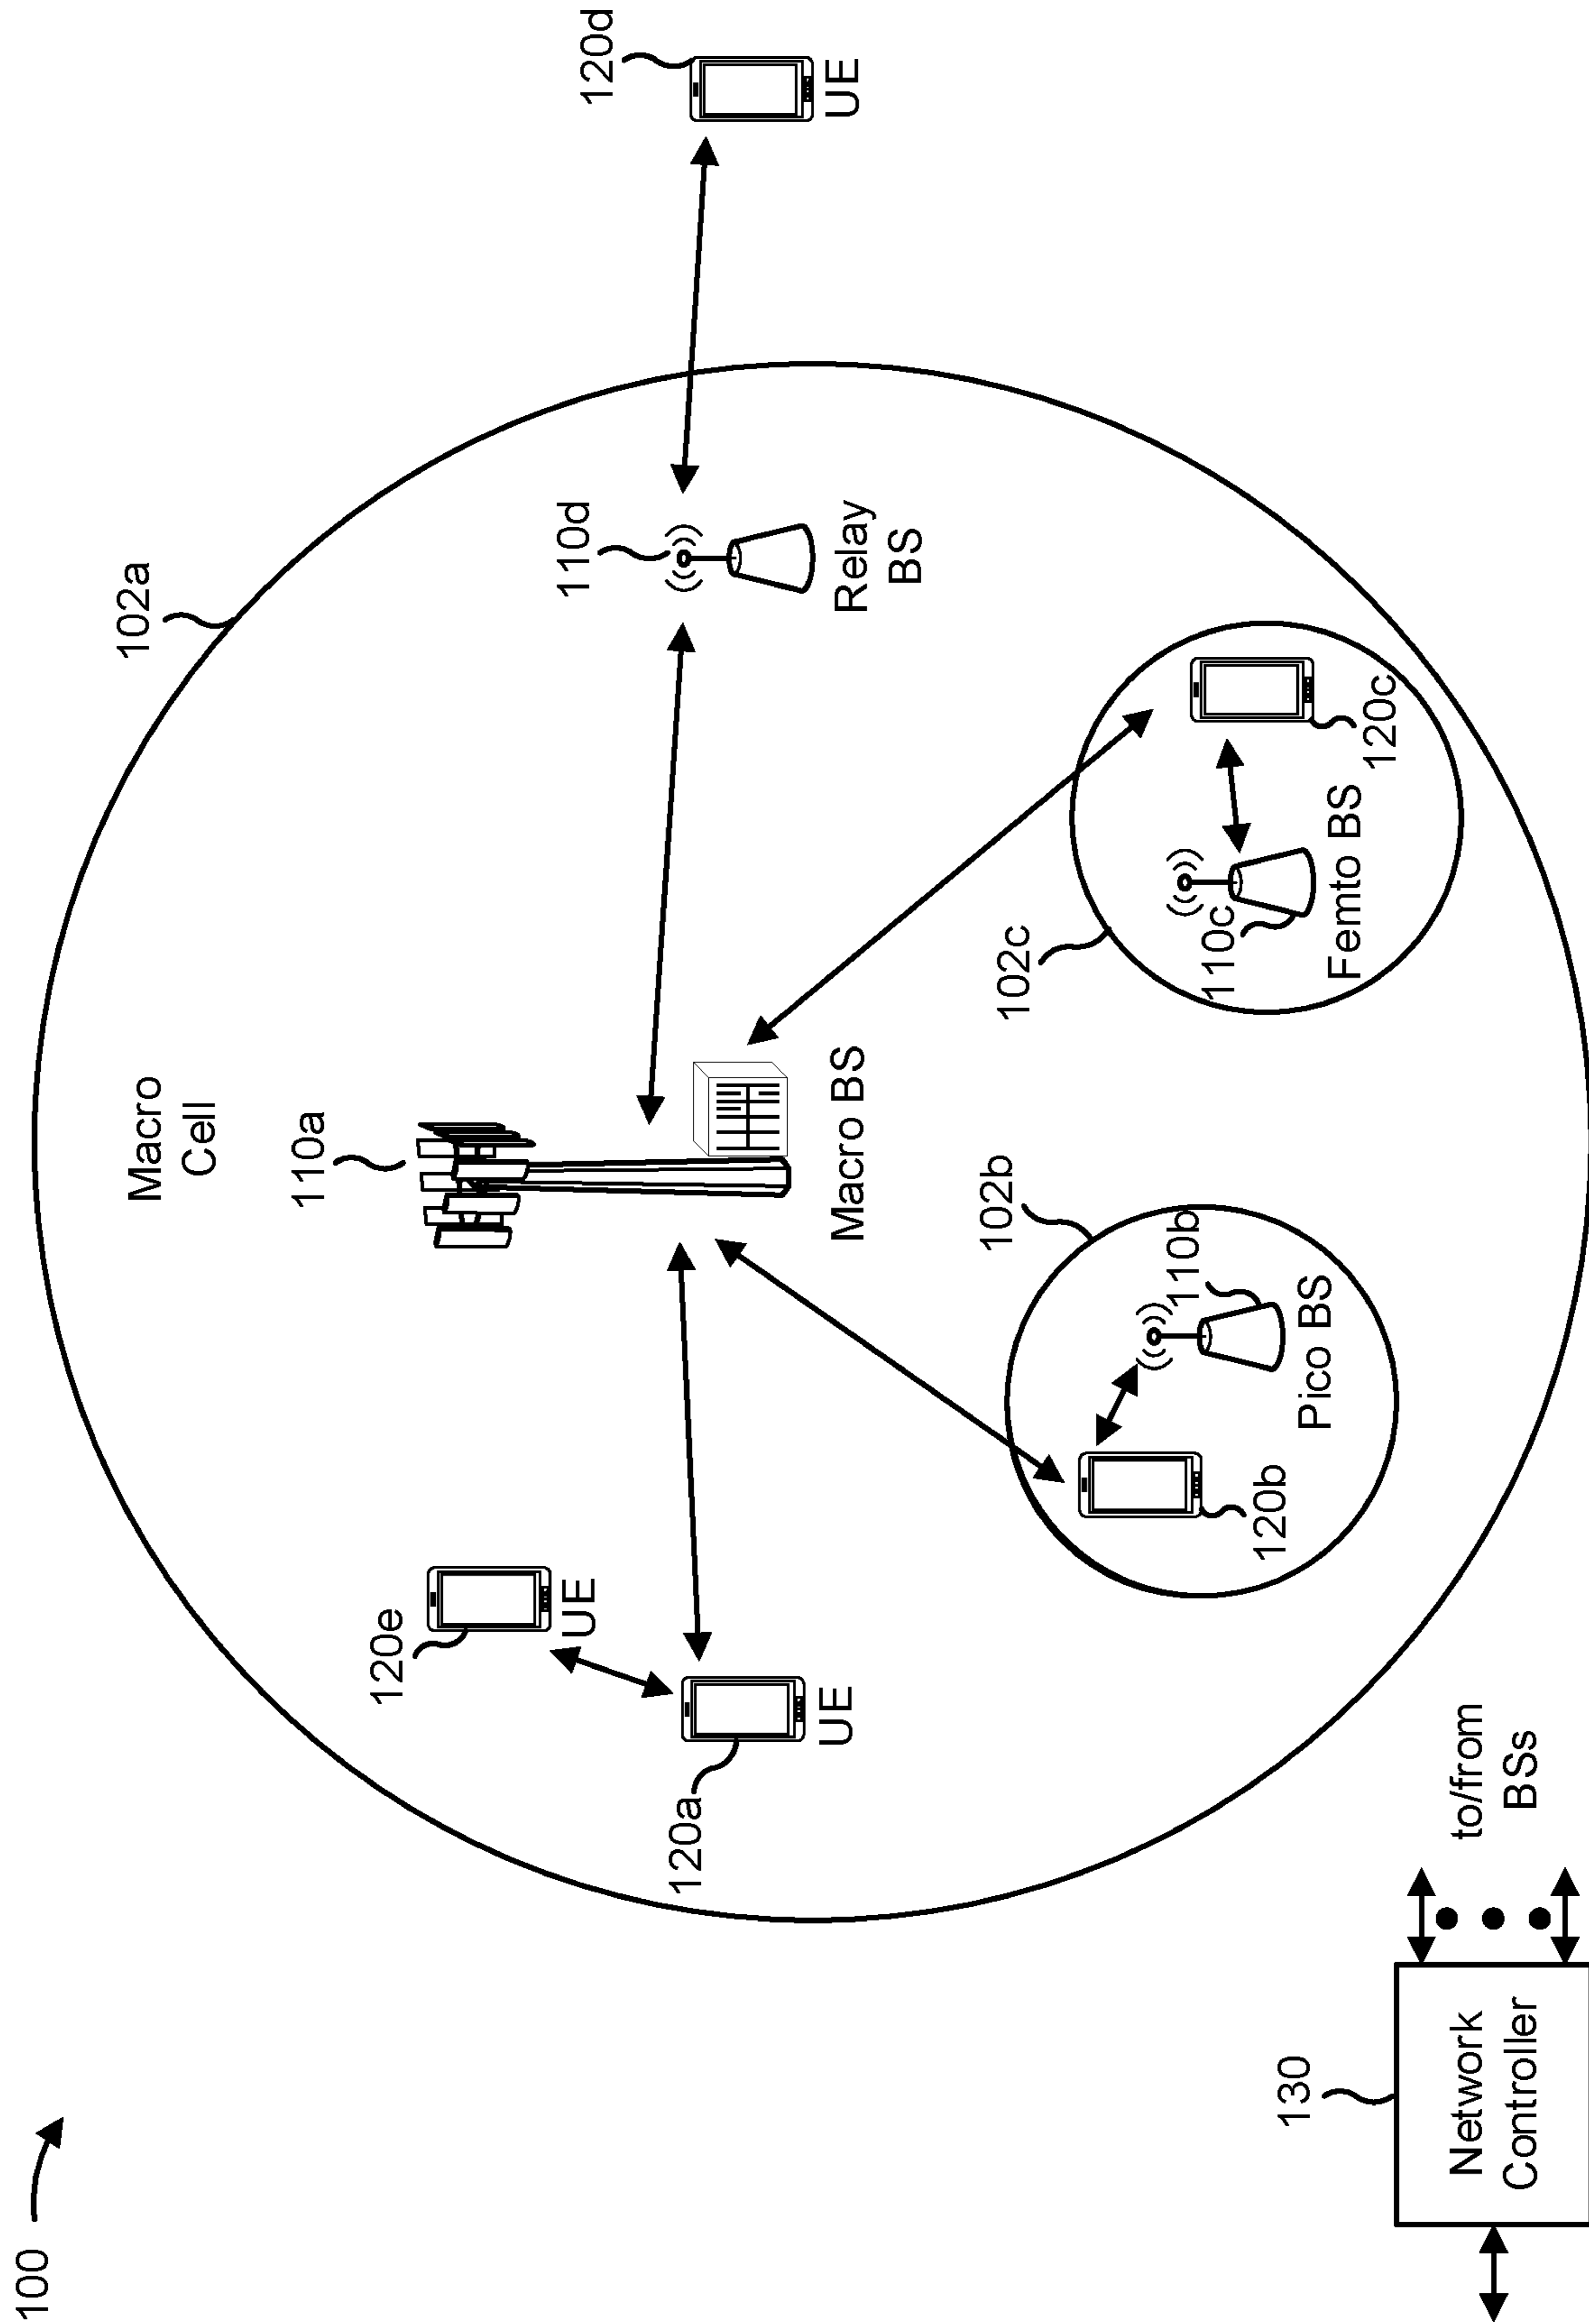 100
102a
Macro
Cell
110a
120d
UE
110d
Relay
BS
120e
UE
120a
UE
Macro BS
102b
110b
Pico BS
120b
102c
110c
Femto BS
120c
130
Network
Controller
to/from
BSs